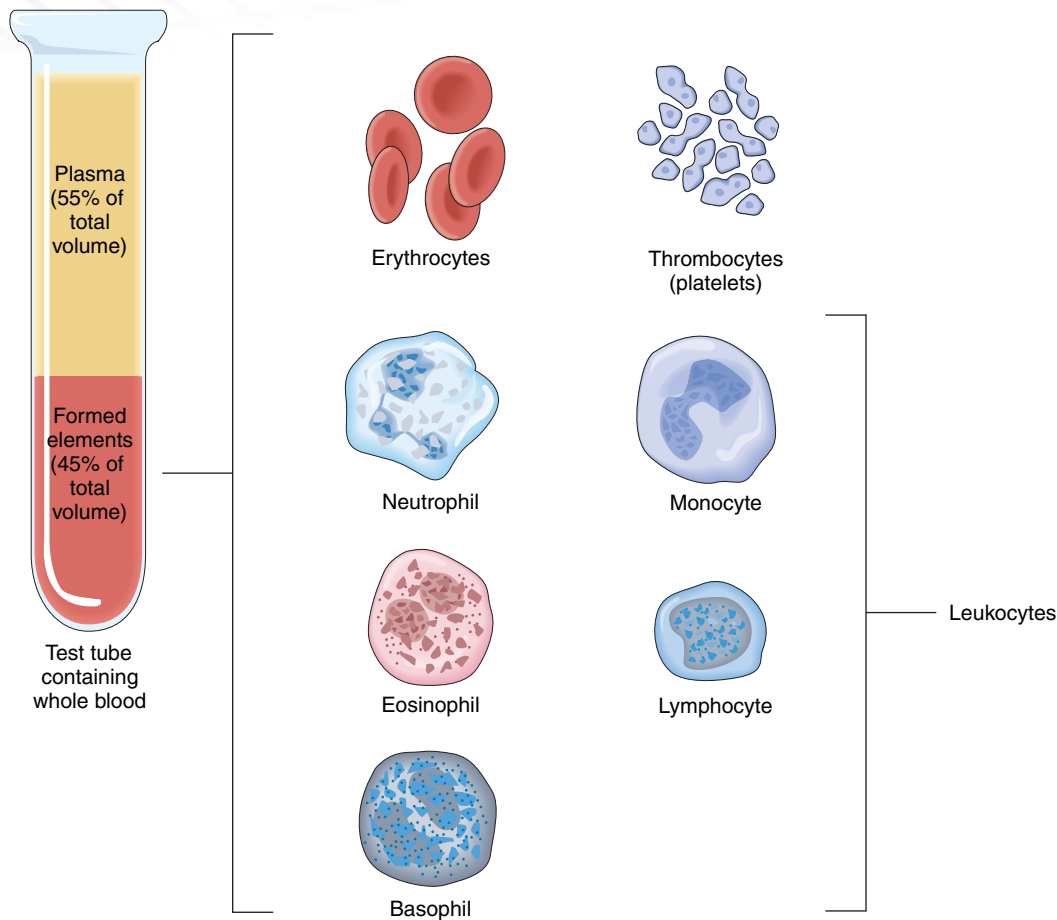 Plasma
(55% of
total
volume)
Formed
elements
(45% of
total
volume)
Test tube
containing
whole blood
Erythrocytes
Thrombocytes
(platelets)
Neutrophil
Monocyte
Eosinophil
Lymphocyte
Basophil
Leukocytes